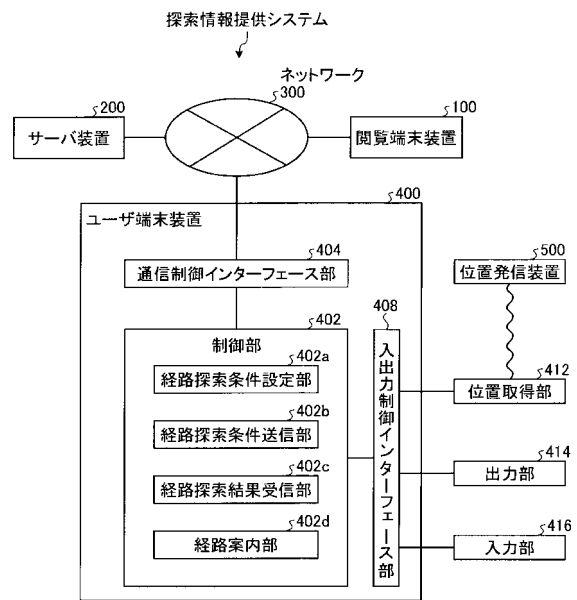 探索情報提供システム
ネットワーク
300
200
サーバ装置
100
閲覧端末装置
400
ユーザ端末装置
404
通信制御インターフェース部
402
制御部
402a
経路探索条件設定部
402b
経路探索条件送信部
402c
経路探索結果受信部
402d
経路案内部
408
入出力制御インターフェース部
500
位置発信装置
412
位置取得部
414
出力部
416
入力部